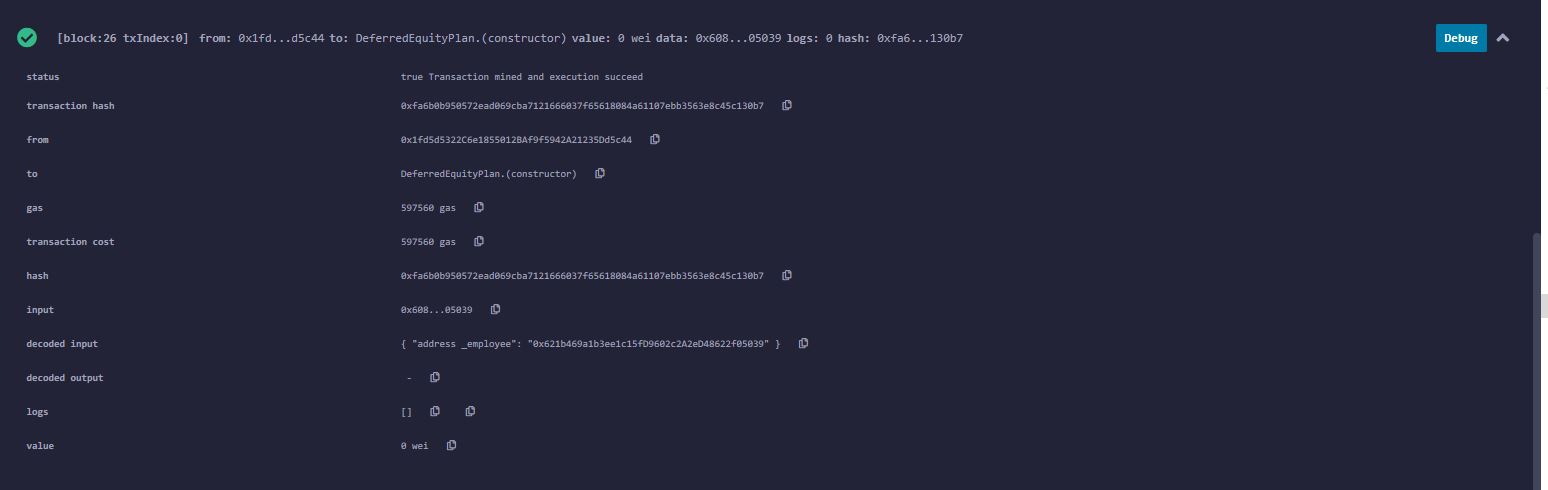 [block:26 txIndex:0] from: 0x1fd...d5c44 to: DeferredEquityPlan.(constructor) value: 0 wei data: 0x608...05039 logs: 0 hash: 0xfa6...130b7 Debug
status true Transaction mined and execution succeed
transaction hash 0xfa6b0b950572ead069cba7121666037f65618084a61107ebb3563e8c45c130b7
from 0x1fd5d5322C6e1855012BAf9f5942A21235Dd5c44
to DeferredEquityPlan.(constructor)
gas 597560 gas
transaction cost 597560 gas
hash 0xfa6b0b950572ead069cba7121666037f65618084a61107ebb3563e8c45c130b7
input 0x608...05039
decoded input { "address _employee": "0x621b469a1b3ee1c15fD9602c2A2eD48622f05039" }
decoded output -
logs []
value 0 wei